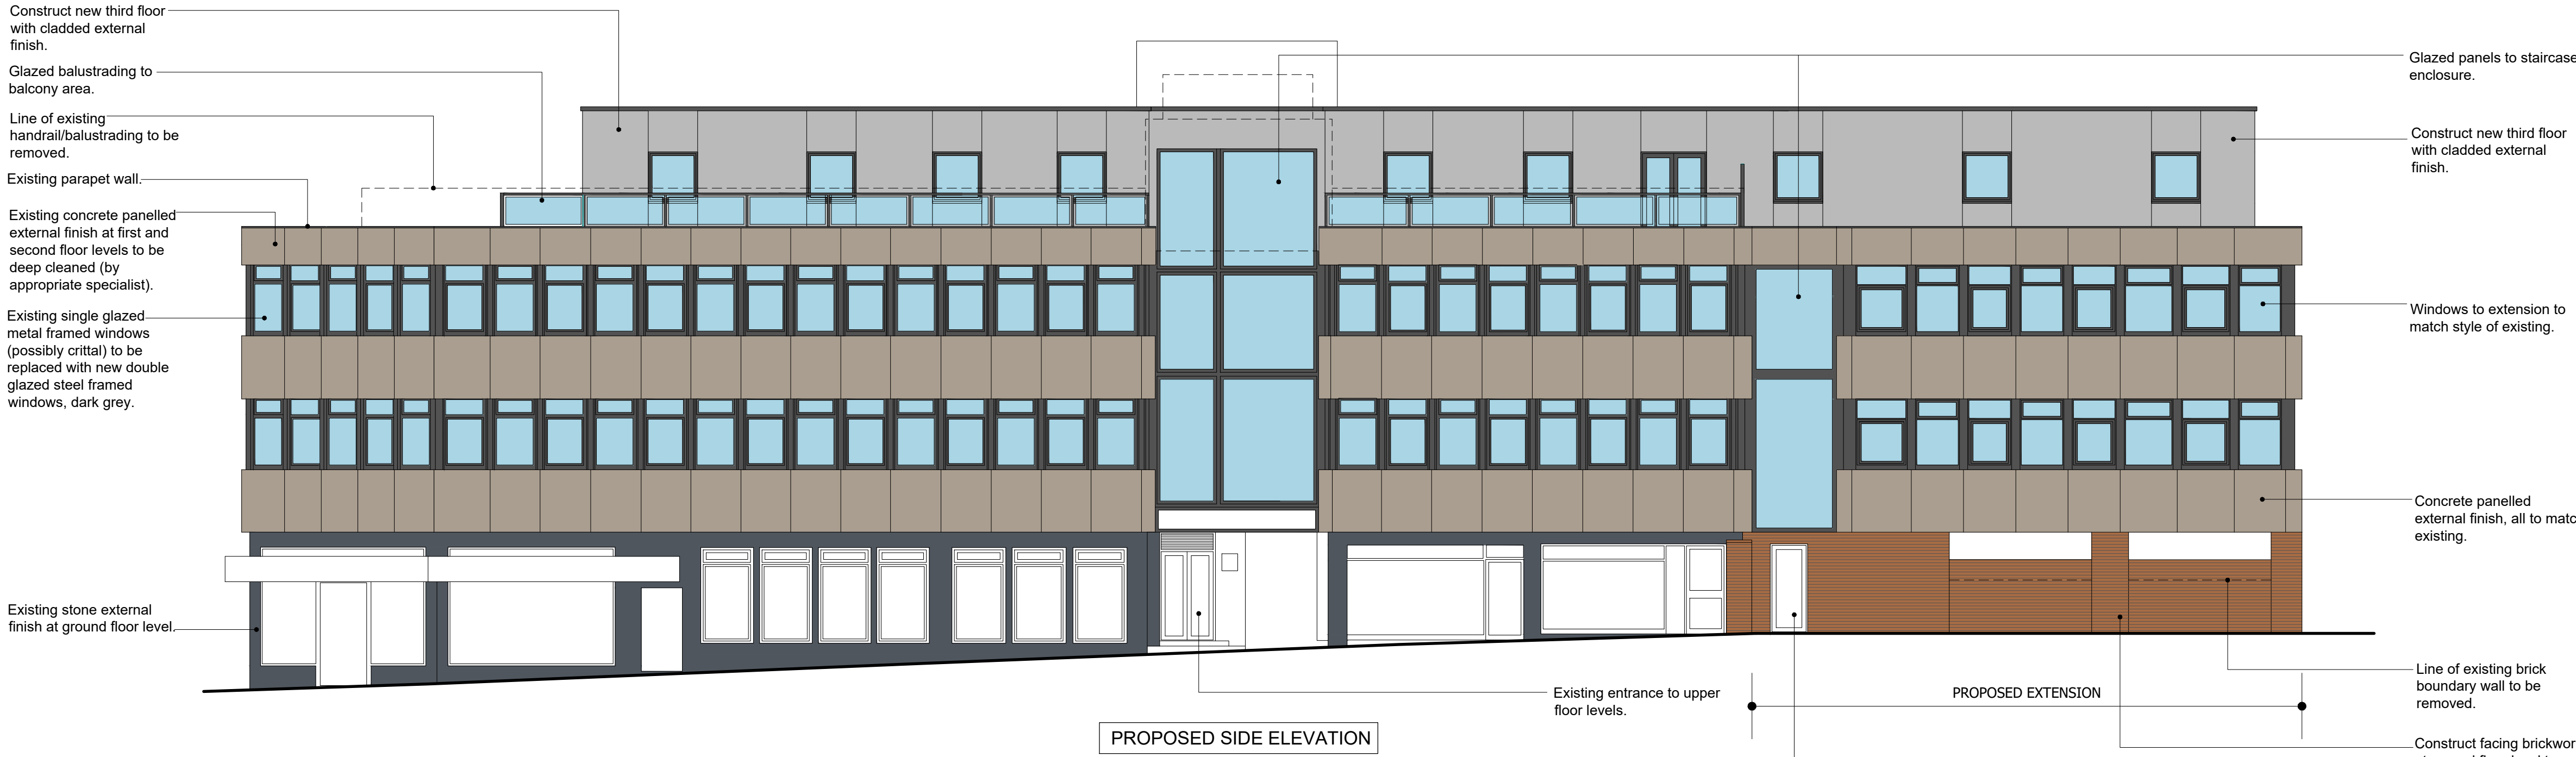 Construct new third floor
with cladded external
finish.
Glazed balustrading to
balcony area.
Line of existing
handrail/balustrading to be
removed.
Existing parapet wall.
Existing concrete panelled
external finish at first and
second floor levels to be
deep cleaned (by
appropriate specialist).
Existing single glazed
metal framed windows
(possibly crittal) to be
replaced with new double
glazed steel framed
windows, dark grey.
Existing stone external
finish at ground floor level.
Glazed panels to staircase
enclosure.
Construct new third floor
with cladded external
finish.
Windows to extension to
match style of existing.
Concrete panelled
external finish, all to matc
existing.
Line of existing brick
boundary wall to be
removed.
Construct facing brickwor
Existing entrance to upper
floor levels.
PROPOSED EXTENSION
PROPOSED SIDE ELEVATION